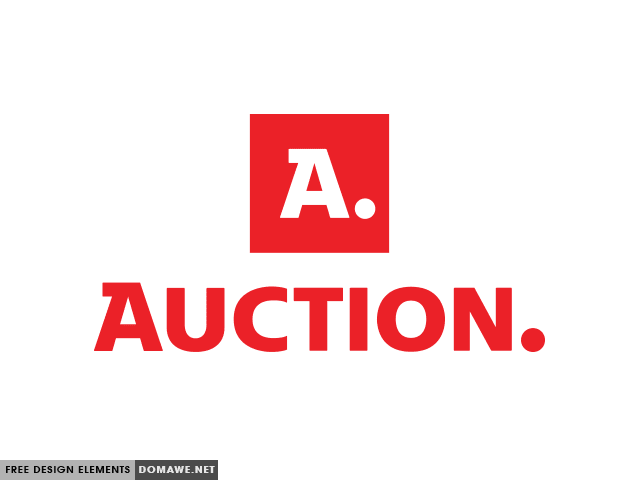 A.
AUCTION.
FREE DESIGN ELEMENTS DOMAWE.NET